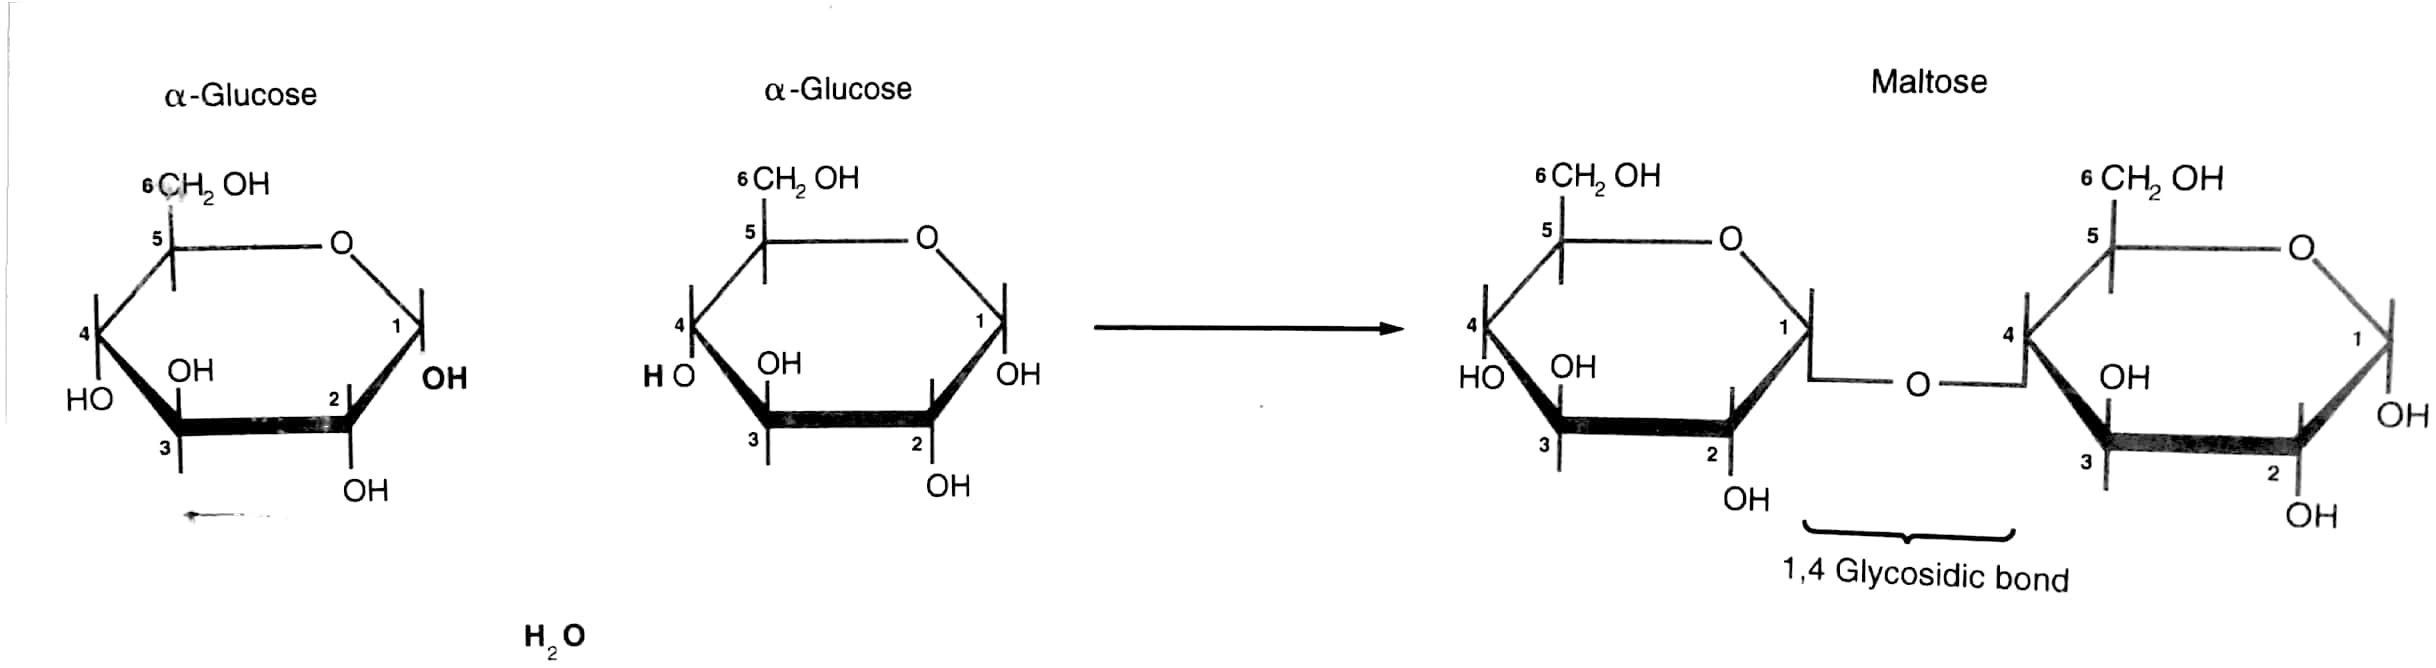 α-Glucose
α-Glucose
Maltose
6CH2 OH
5
O
4
1
HO
OH
OH
3
2
OH
6CH2 OH
5
O
4
1
HO
OH
OH
3
2
OH
6CH2 OH
5
O
4
1
HO
OH
3
2
OH
O
6CH2 OH
5
O
4
1
OH
OH
3
2
OH
1,4 Glycosidic bond
H2O